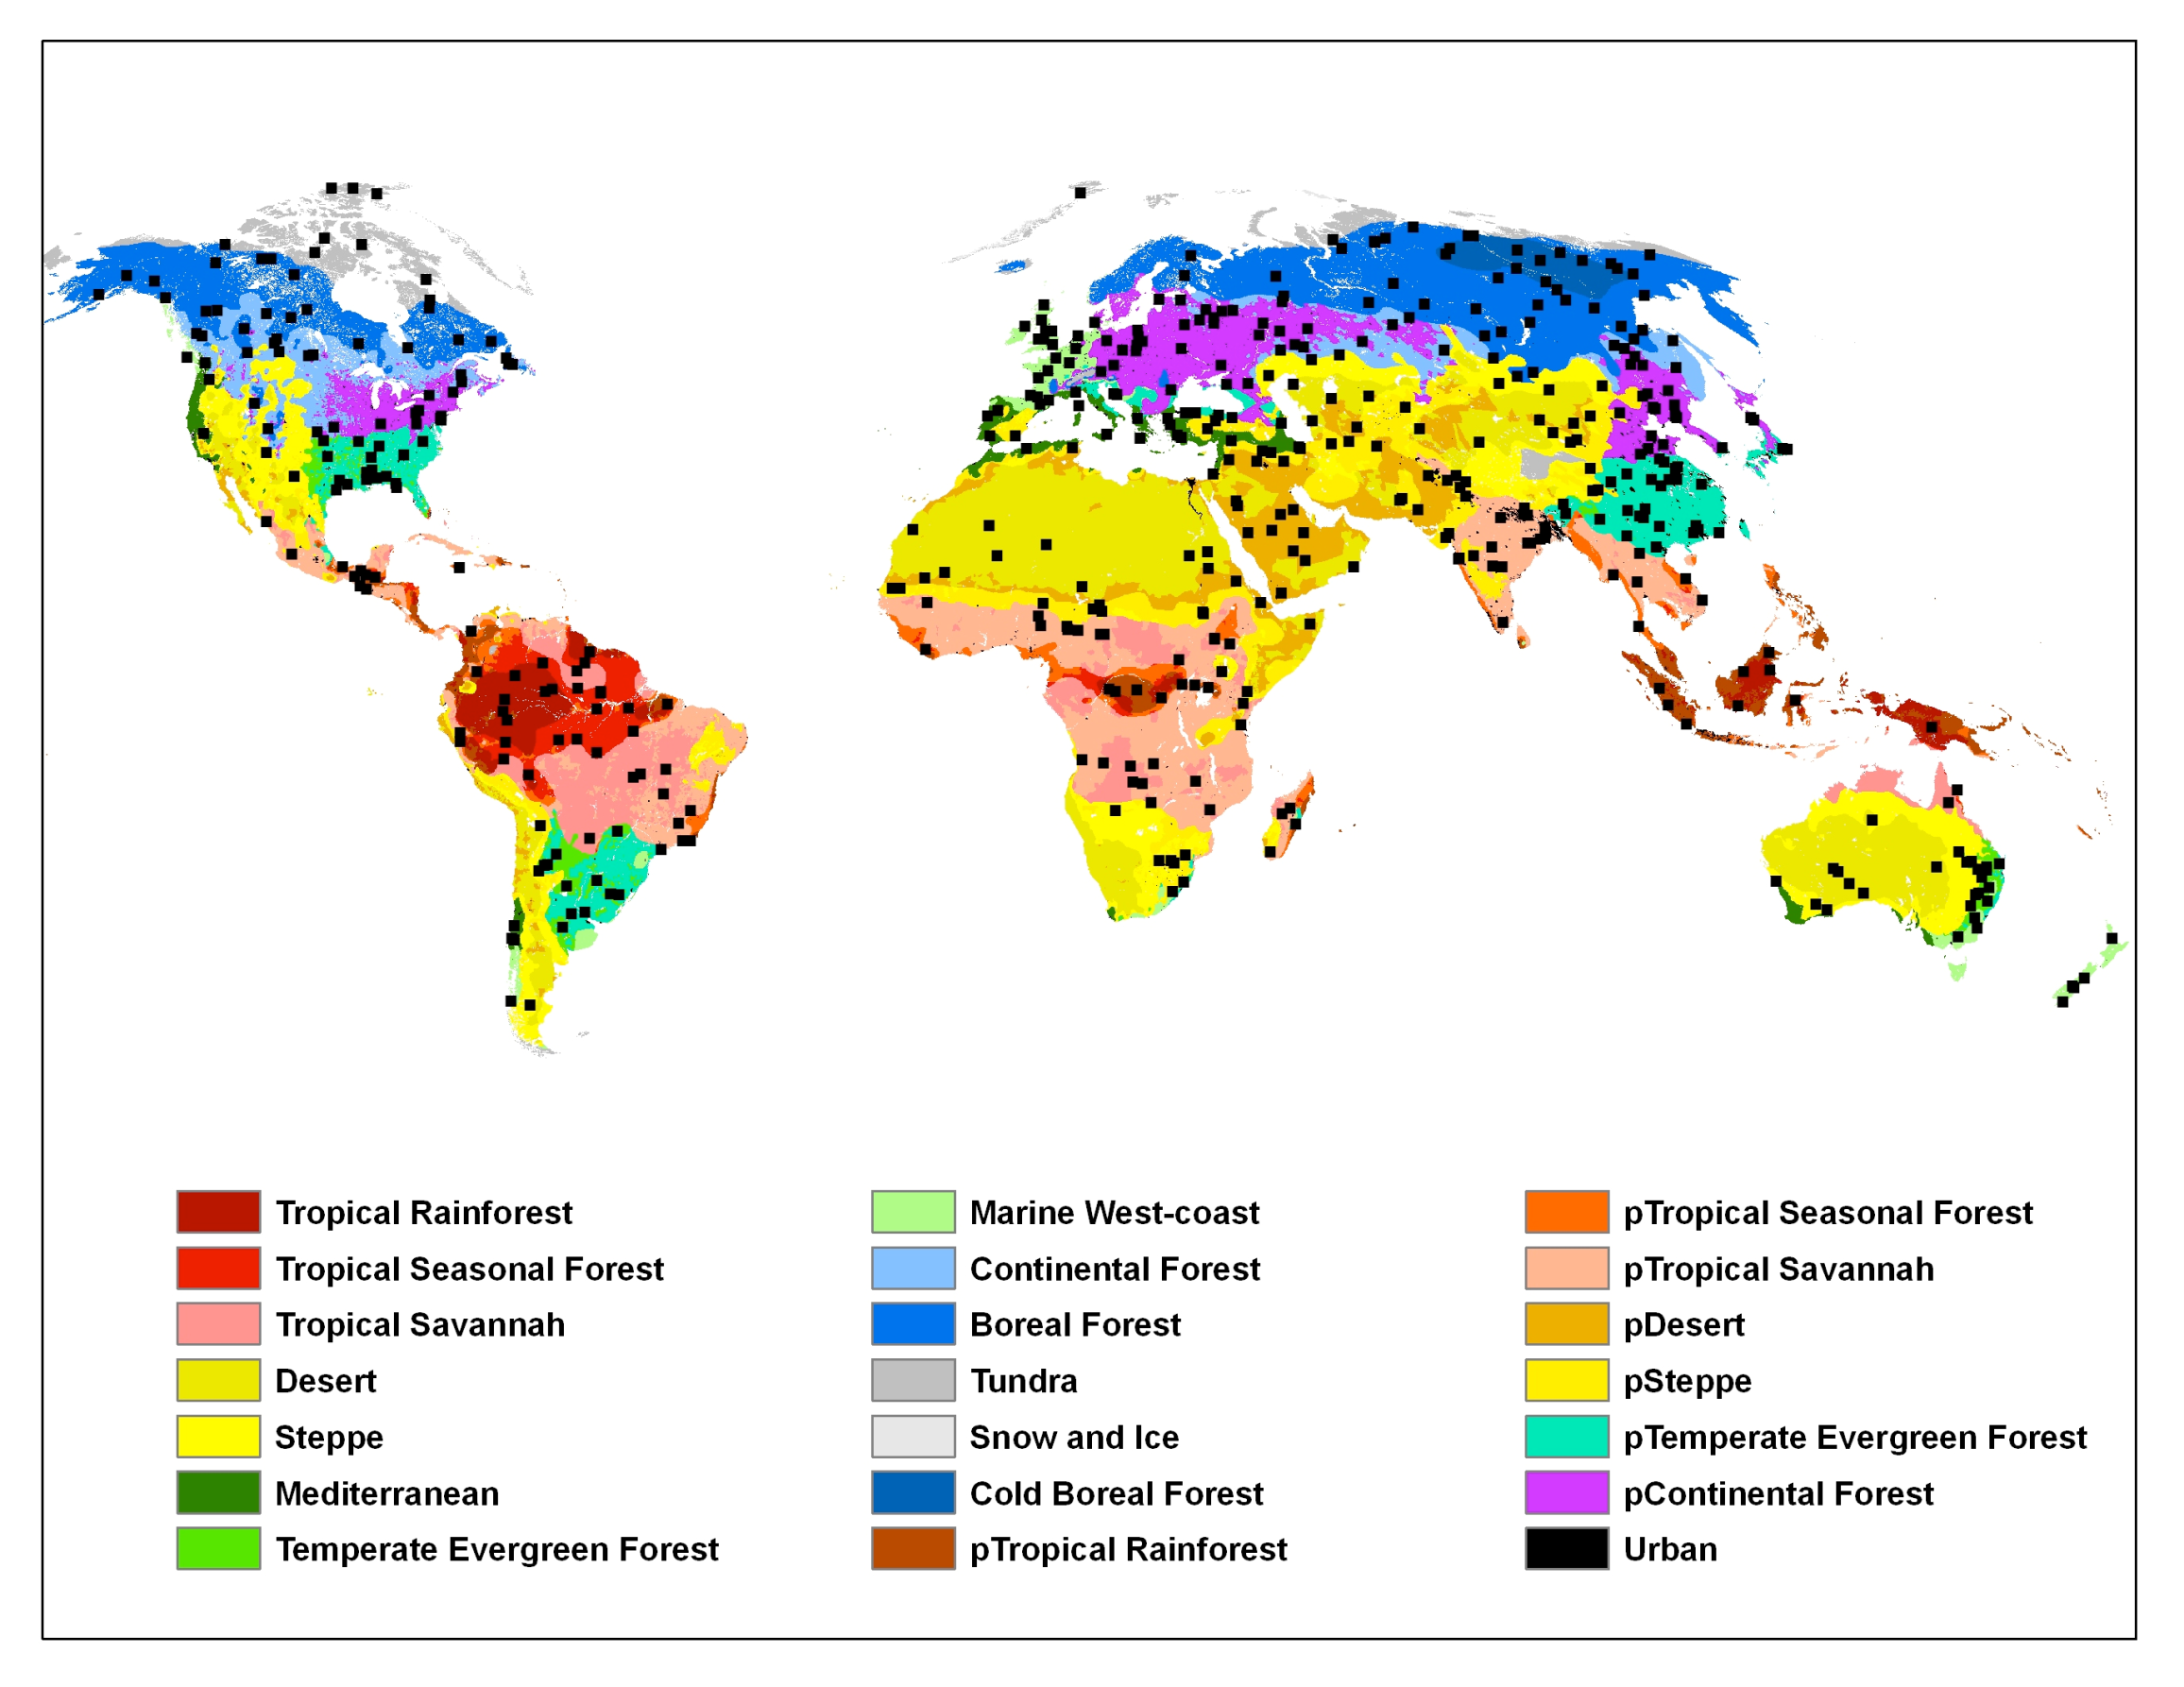 Tropical Rainforest
Tropical Seasonal Forest
Tropical Savannah
Desert
Steppe
Mediterranean
Temperate Evergreen Forest
Marine West-coast
Continental Forest
Boreal Forest
Tundra
Snow and Ice
Cold Boreal Forest
pTropical Rainforest
pTropical Seasonal Forest
pTropical Savannah
pDesert
pSteppe
pTemperate Evergreen Forest
pContinental Forest
Urban